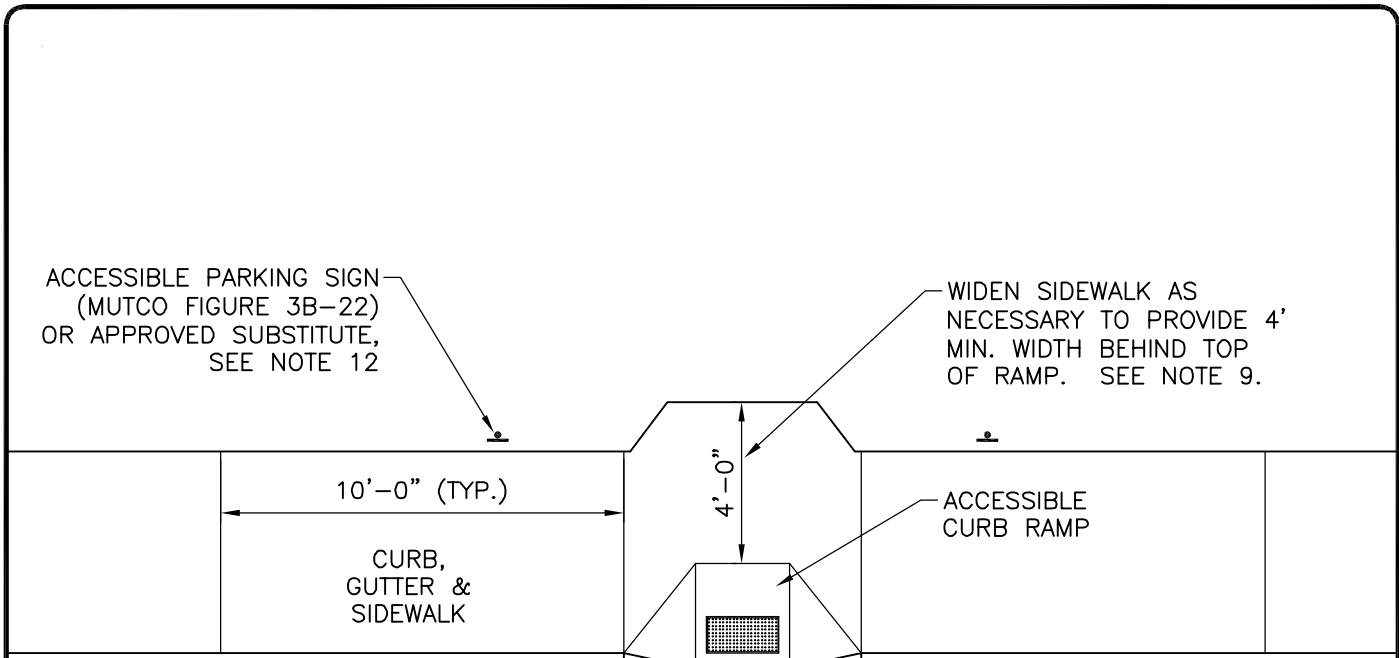 ACCESSIBLE PARKING SIGN
(MUTCO FIGURE 3B-22)
OR APPROVED SUBSTITUTE,
SEE NOTE 12
WIDEN SIDEWALK AS
NECESSARY TO PROVIDE 4'
MIN. WIDTH BEHIND TOP
OF RAMP. SEE NOTE 9.
10'-0" (TYP.)
4'-0"
ACCESSIBLE
CURB RAMP
CURB,
GUTTER &
SIDEWALK